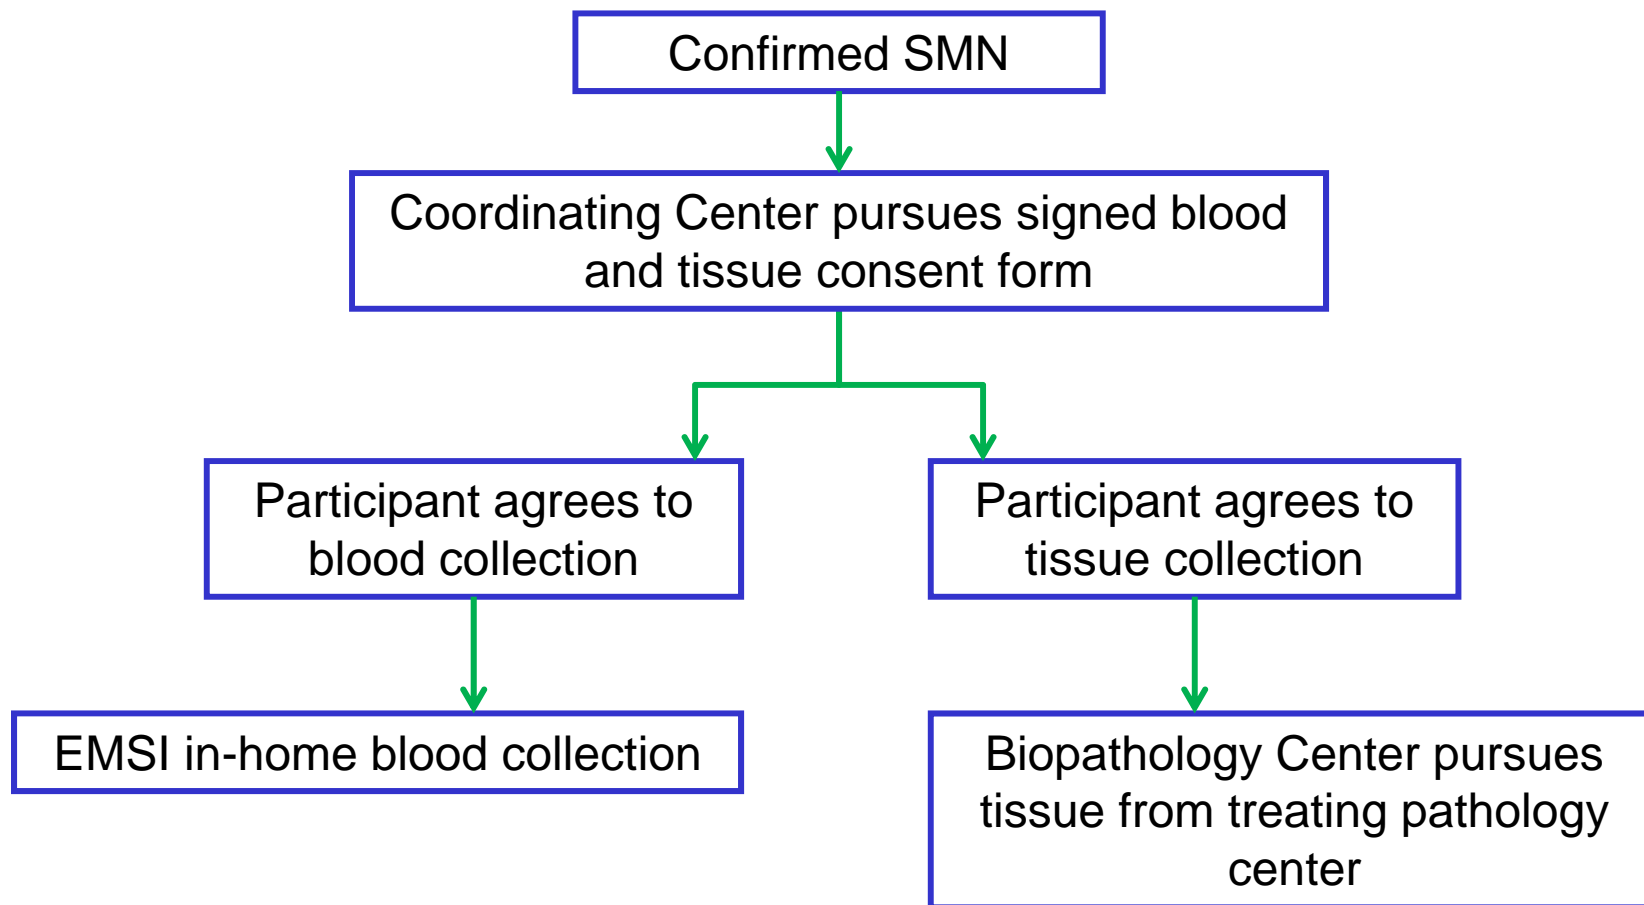 Confirmed SMN
Coordinating Center pursues signed blood
and tissue consent form
Participant agrees to
blood collection
Participant agrees to
tissue collection
EMSI in-home blood collection
Biopathology Center pursues
tissue from treating pathology
center